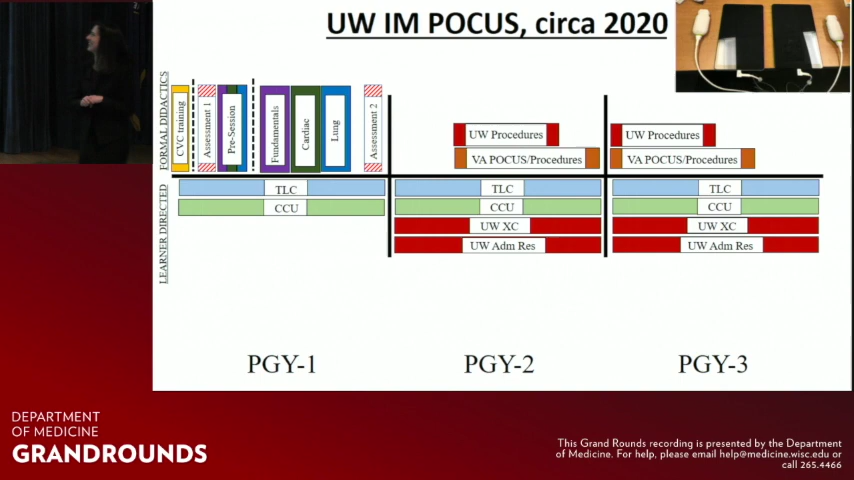 UW IM POCUS, circa 2020
FORMAL DIDACTICS
CVC training
Assessment 1
Pre-Session
Fundamentals
Cardiac
Lung
Assessment 2
UW Procedures
VA POCUS/Procedures
UW Procedures
VA POCUS/Procedures
LEARNER DIRECTED
TLC
CCU
TLC
CCU
UW XC
UW Adm Res
TLC
CCU
UW XC
UW Adm Res
PGY-1
PGY-2
PGY-3
DEPARTMENT
OF MEDICINE
GRANDROUNDS
This Grand Rounds recording is presented by the Department
of Medicine. For help, please email help@medicine.wisc.edu or
call 265.4466